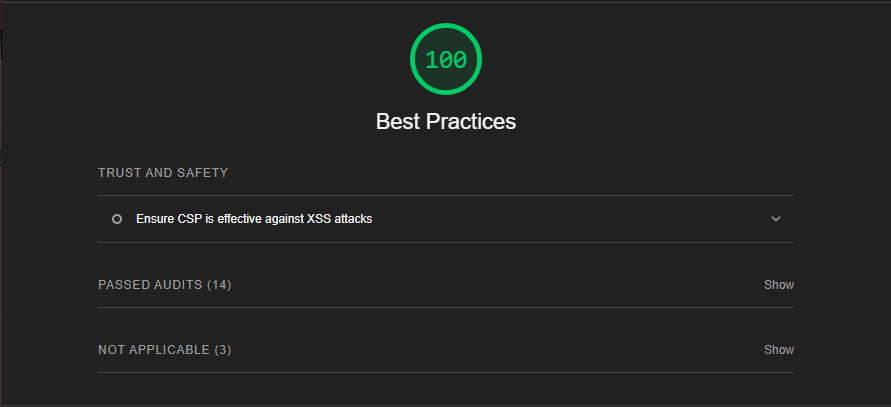 100
Best Practices
TRUST AND SAFETY
Ensure CSP is effective against XSS attacks
PASSED AUDITS (14) Show
NOT APPLICABLE (3) Show